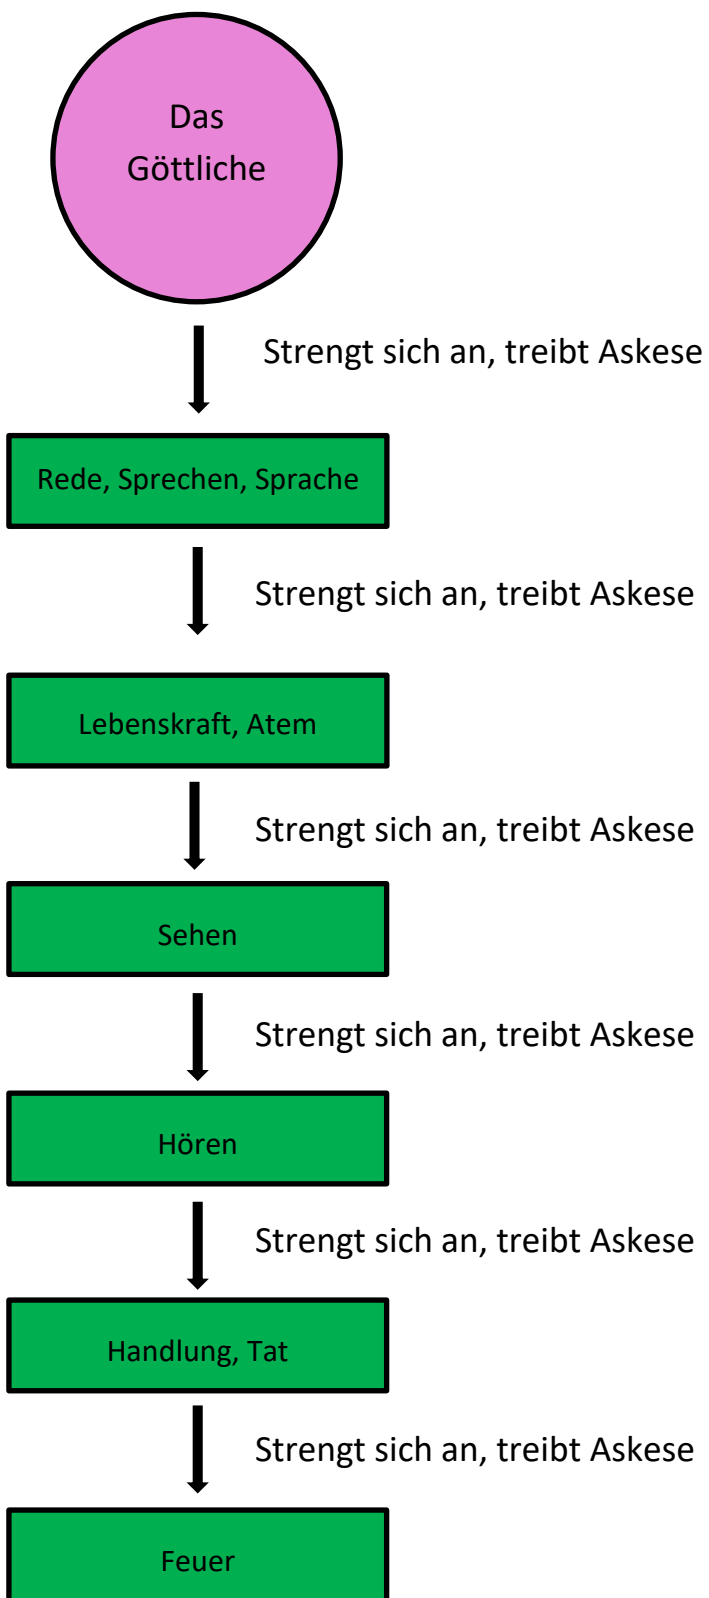 Das
Göttliche
Strengt sich an, treibt Askese
Rede, Sprechen, Sprache
Strengt sich an, treibt Askese
Lebenskraft, Atem
Strengt sich an, treibt Askese
Sehen
Strengt sich an, treibt Askese
Hören
Strengt sich an, treibt Askese
Handlung, Tat
Strengt sich an, treibt Askese
Feuer